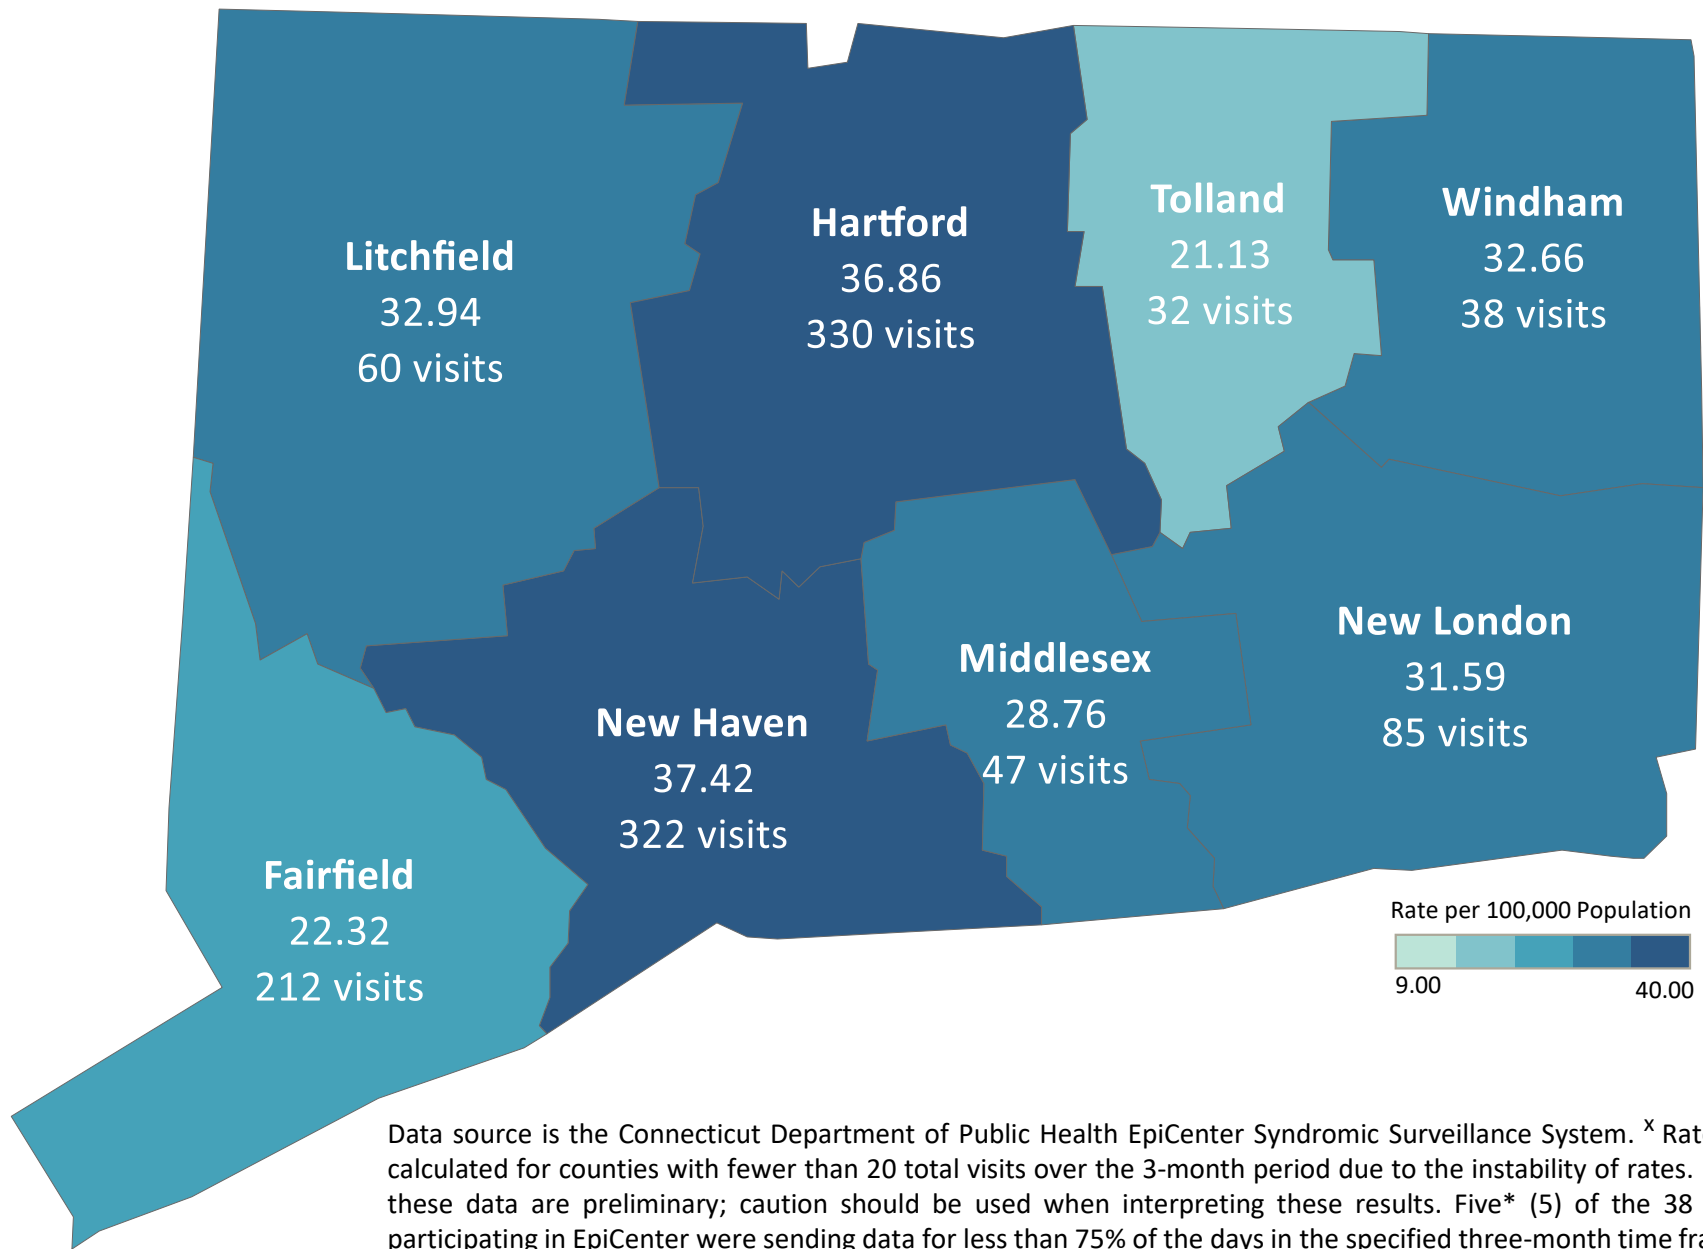 Litchfield
32.94
60 visits
Hartford
36.86
330 visits
Tolland
21.13
32 visits
Windham
32.66
38 visits
New London
31.59
85 visits
Middlesex
28.76
47 visits
New Haven
37.42
322 visits
Fairfield
22.32
212 visits
Rate per 100,000 Population
9.00
40.00
Data source is the Connecticut Department of Public Health EpiCenter Syndromic Surveillance System. x
calculated for counties with fewer than 20 total visits over the 3-month period due to the instability of rates.
these data are preliminary; caution should be used when interpreting these results. Five* (5) of the 38
participating in EpiCenter were sending data for less than 75% of the days in the specified three-month time